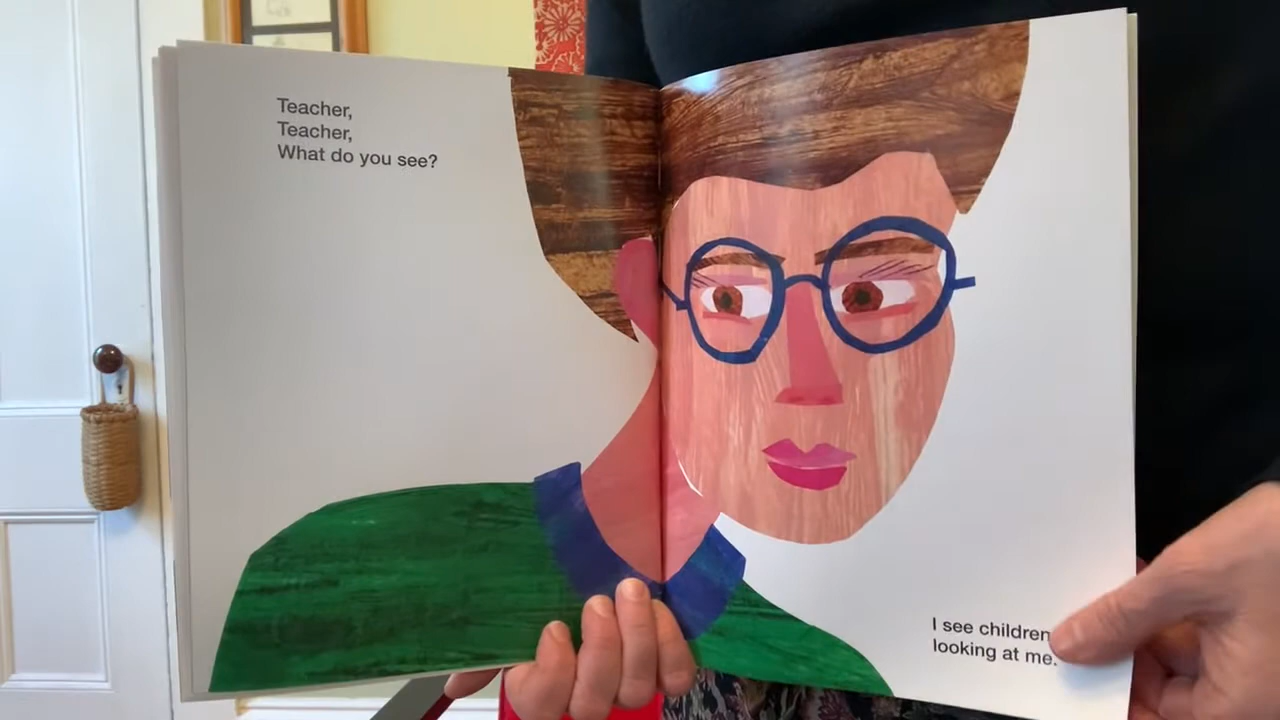 Teacher,
Teacher,
What do you see?
I see children
looking at me.